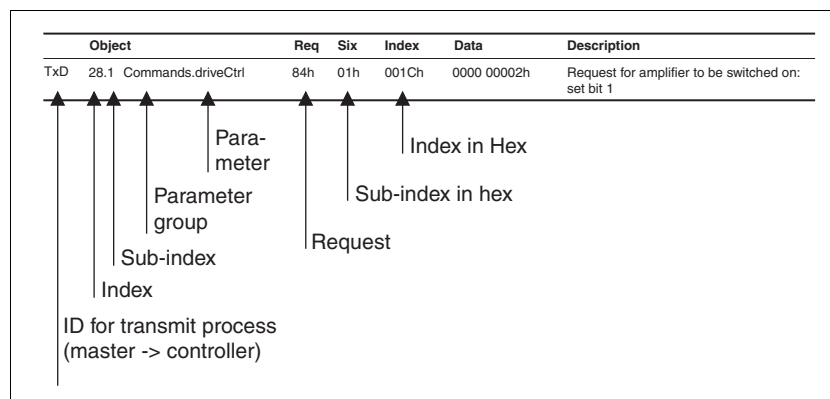 Object Req Six Index Data Description
TxD 28.1 Commands.driveCtrl 84h 01h 001Ch 0000 00002h Request for amplifier to be switched on:
set bit 1
Para-
meter
Index in Hex
Parameter
group
Sub-index in hex
Request
Sub-index
Index
ID for transmit process
(master -> controller)